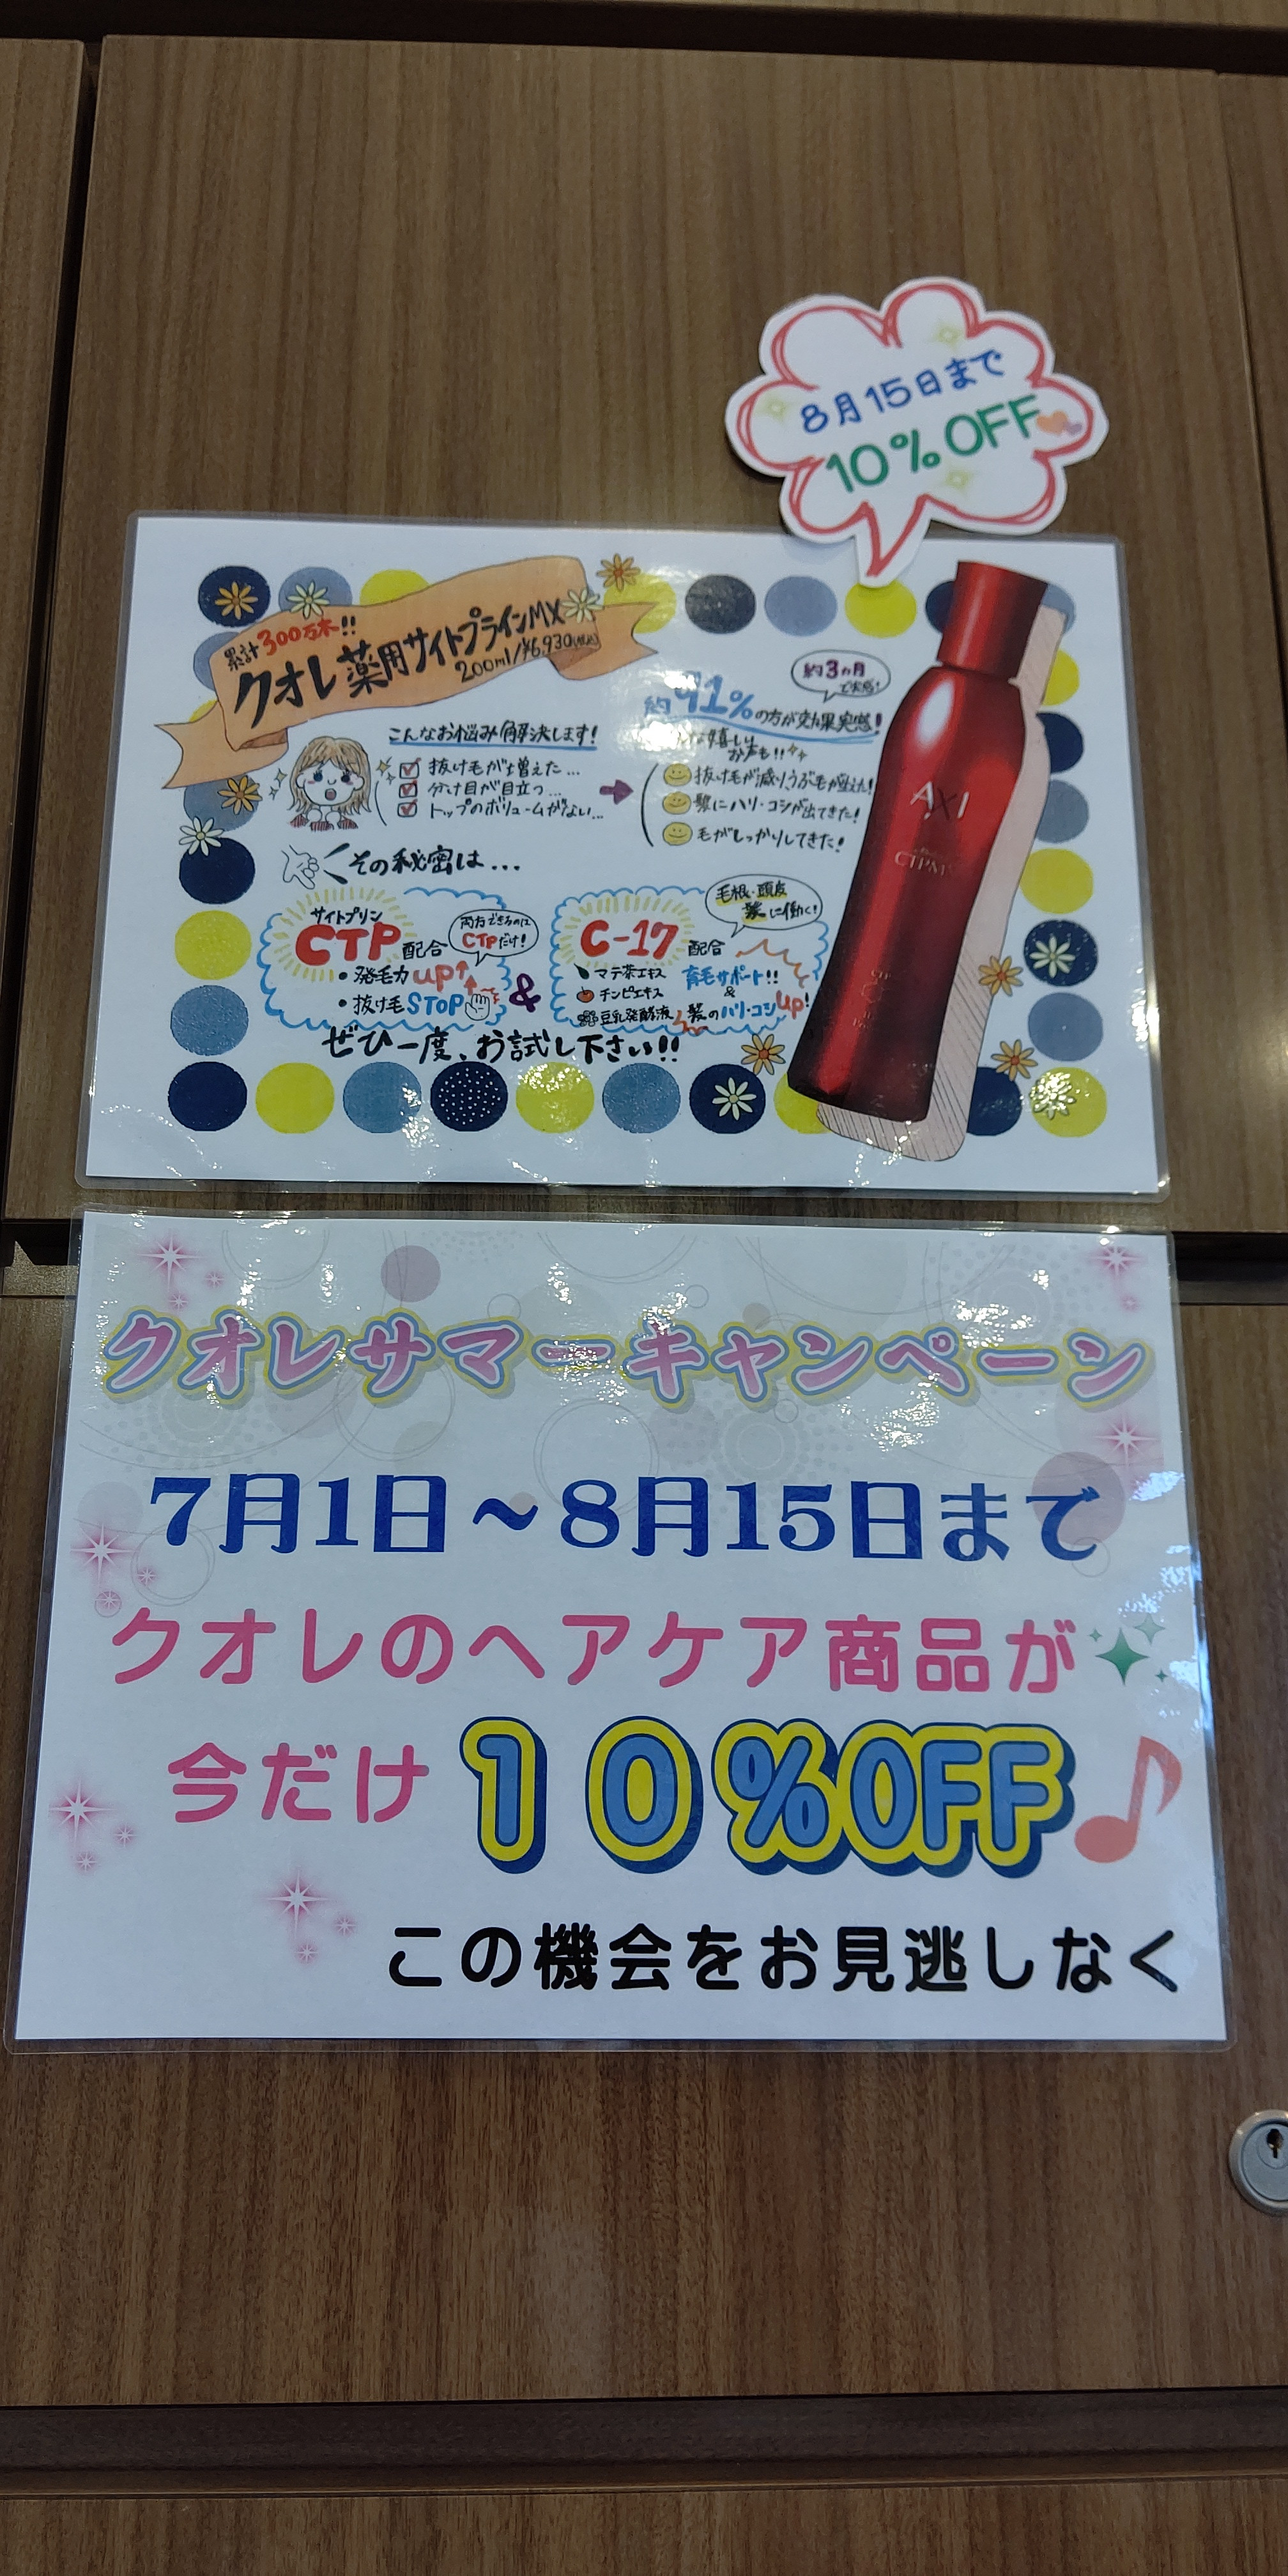 8月15日まで
10%OFF
累計300万本!!
クオレ薬用サイトプラインMX
200ml/¥6,930(税込)
こんなお悩み解決します!
抜け毛が増えた…
分け目が目立つ…
トップのボリュームがない…
約3ヵ月
で実感!
約91%の方が効果実感!
嬉しい
お声も!!
抜け毛が減り、うぶ毛が生えた!
髪にハリ・コシが出てきた!
毛がしっかりしてきた!
その秘密は…
サイトプリン
CTP配合
両方できるのは
CTPだけ!
・発毛力up↑
・抜け毛STOP
&
C-17配合
毛根・頭皮
髪に働く!
マテ茶エキス
チンピエキス
豆乳発酵液
育毛サポート!!
&
髪のハリ・コシup!
ぜひ一度、お試し下さい!!
AXI
CTPMX
クオレサマーキャンペーン
7月1日~8月15日まで
クオレのヘアケア商品が
今だけ10%OFF♪
この機会をお見逃しなく